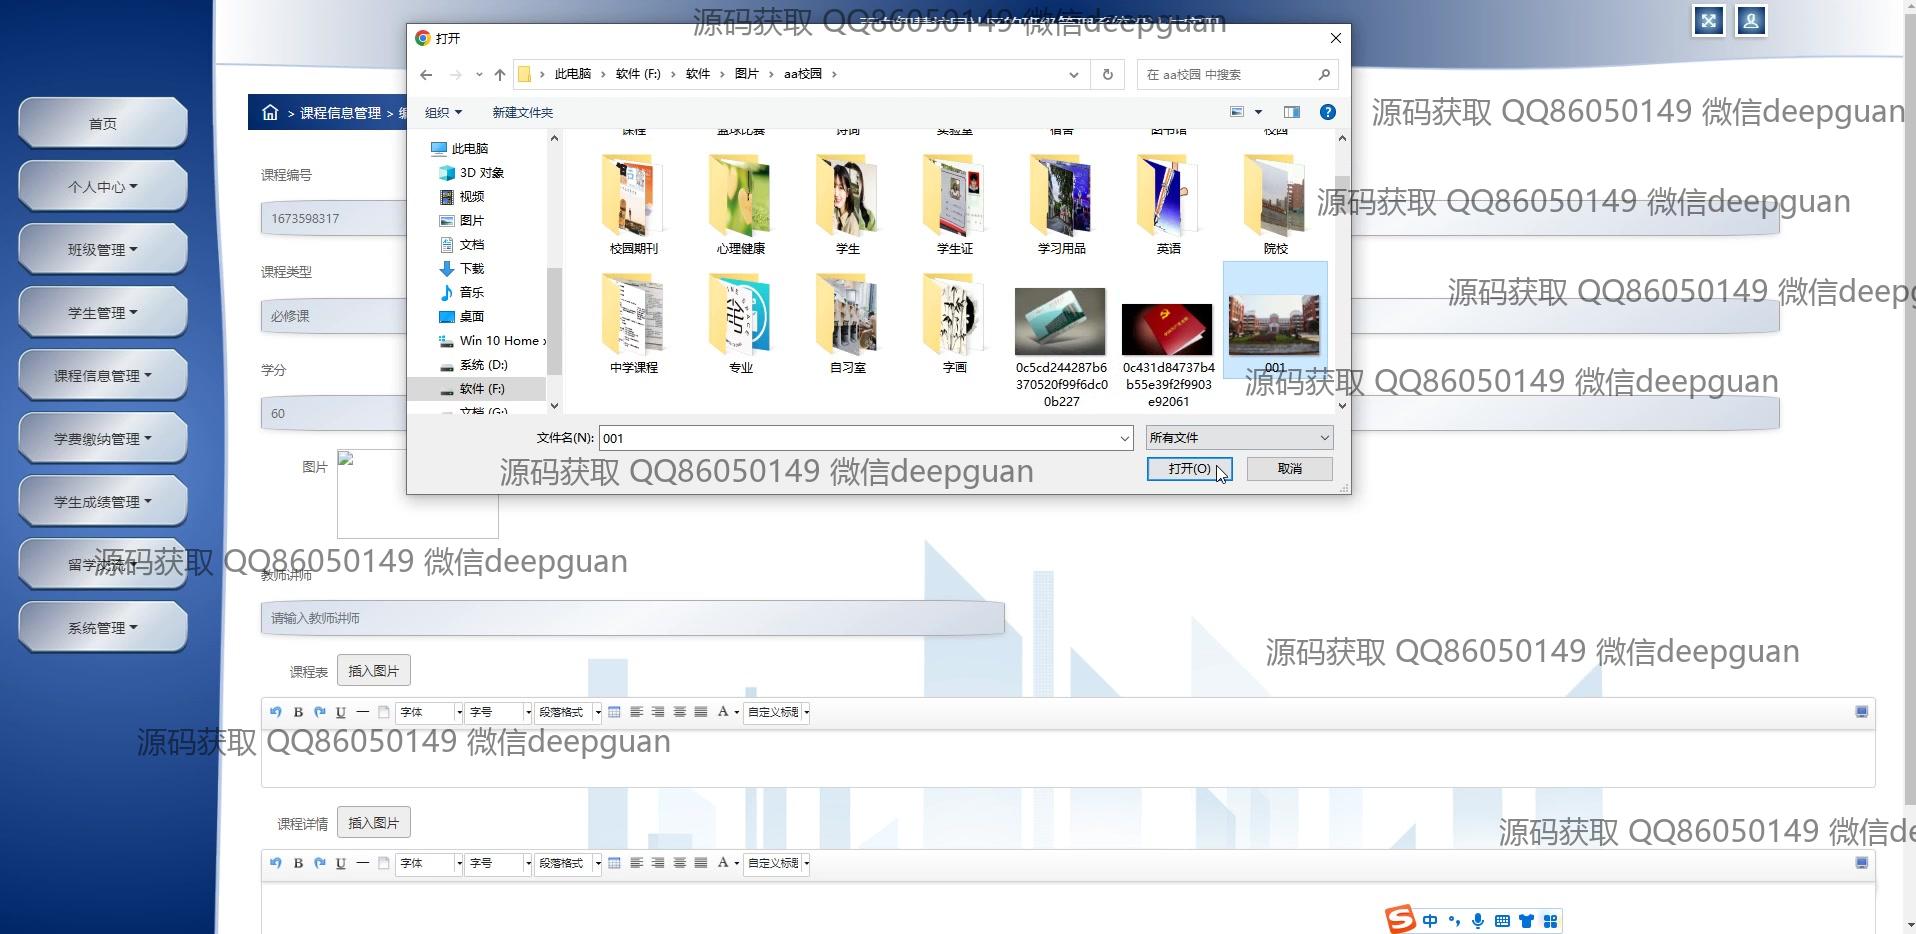 源码获取 QQ86050149 微信deepguan
打开
此电脑 > 软件 (F:) > 软件 > 图片 > aa校园 >
在 aa校园 中搜索
组织
新建文件夹
> 课程信息管理 >
源码获取 QQ86050149 微信deepguan
首页
个人中心
班级管理
学生管理
课程信息管理
学费缴纳管理
学生成绩管理
系统管理
课程编号
1673598317
课程类型
必修课
学分
60
图片
此电脑
3D 对象
视频
图片
文档
下载
音乐
桌面
Win 10 Home
系统 (D:)
软件 (F:)
文档 (G:)
课程
篮球比赛
诗词
实验室
宿舍
图书馆
校园
校园期刊
心理健康
学生
学生证
学习用品
英语
院校
中学课程
专业
自习室
字画
0c5cd244287b6
370520f99f6dc0
0b227
0c431d84737b4
b55e39f2f9903
e92061
001
源码获取 QQ86050149 微信deepguan
源码获取 QQ86050149 微信deepg
源码获取 QQ86050149 微信deepguan
文件名(N):
001
所有文件
打开(O)
取消
源码获取 QQ86050149 微信deepguan
源码获取 QQ86050149 微信deepguan
教师讲师
请输入教师讲师
源码获取 QQ86050149 微信deepguan
课程表
插入图片
B U 字体 字号 段落格式 A 自定义标题
源码获取 QQ86050149 微信deepguan
课程详情
插入图片
源码获取 QQ86050149 微信de
B U 字体 字号 段落格式 A 自定义标题
中